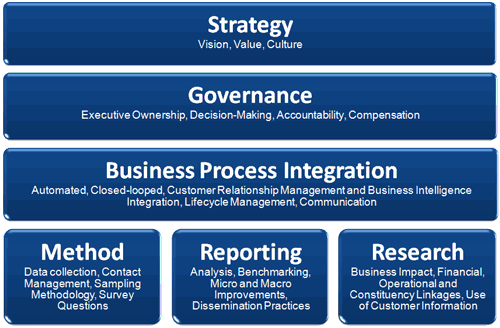 Strategy
Vision, Value, Culture
Governance
Executive Ownership, Decision-Making, Accountability, Compensation
Business Process Integration
Automated, Closed-looped, Customer Relationship Management and Business Intelligence
Integration, Lifecycle Management, Communication
Method
Data collection, Contact
Management, Sampling
Methodology, Survey
Questions
Reporting
Analysis, Benchmarking,
Micro and Macro
Improvements,
Dissemination Practices
Research
Business Impact, Financial,
Operational and
Constituency Linkages, Use
of Customer Information